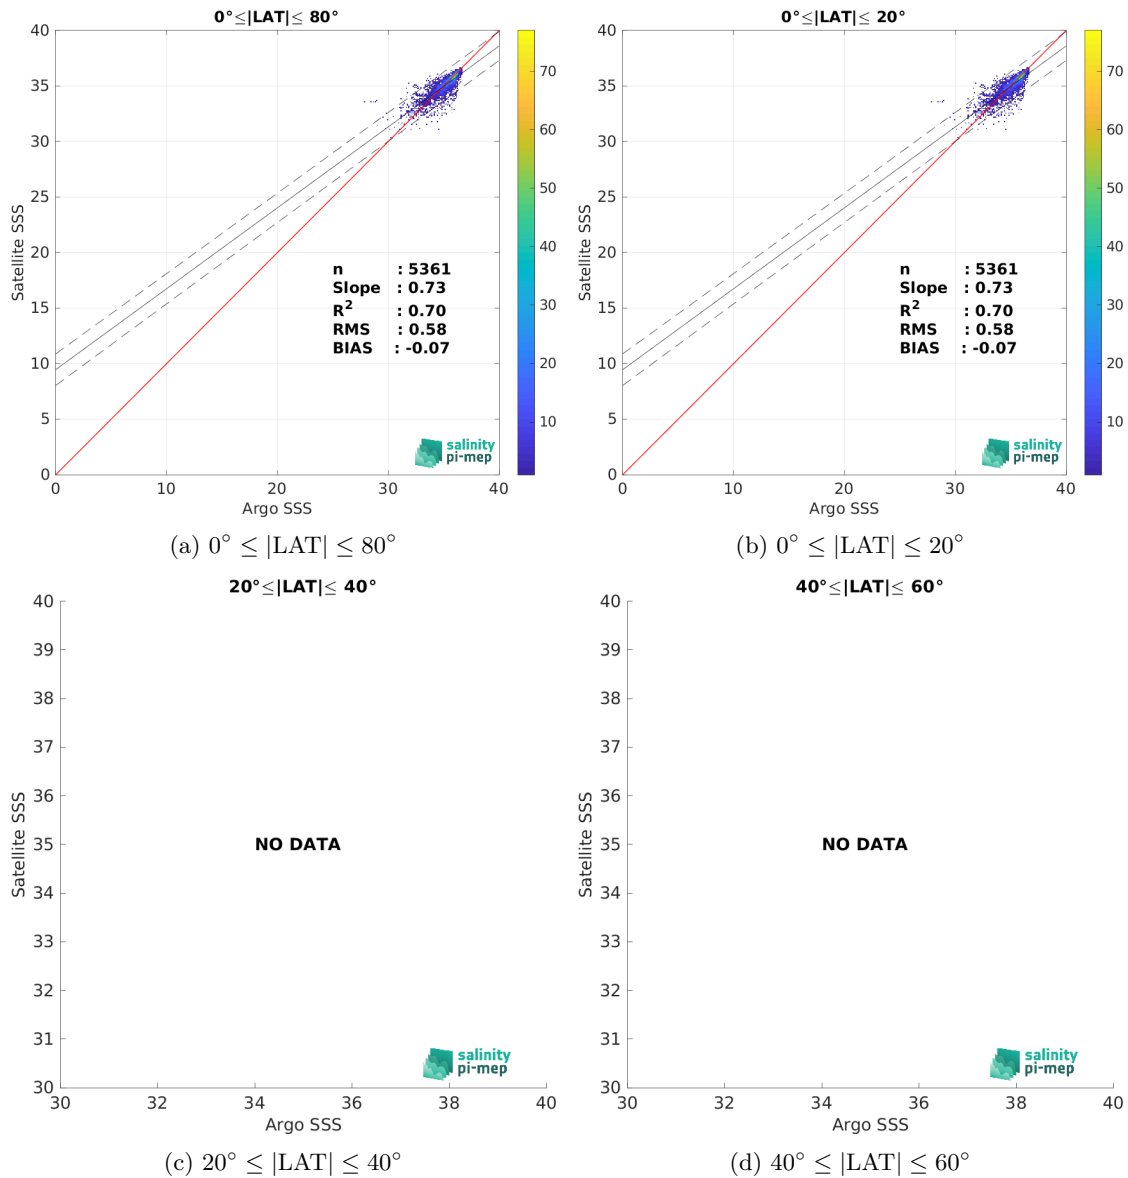 0°≤|LAT|≤ 80°
40
35
30
25
20
15
10
5
0
Satellite SSS
0
10
20
30
40
Argo SSS
70
60
50
40
30
20
10
n : 5361
Slope : 0.73
R² : 0.70
RMS : 0.58
BIAS : -0.07
salinity
pi-mep
(a) 0° ≤ |LAT| ≤ 80°
0°≤|LAT|≤ 20°
40
35
30
25
20
15
10
5
0
Satellite SSS
0
10
20
30
40
Argo SSS
70
60
50
40
30
20
10
n : 5361
Slope : 0.73
R² : 0.70
RMS : 0.58
BIAS : -0.07
salinity
pi-mep
(b) 0° ≤ |LAT| ≤ 20°
20°≤|LAT|≤ 40°
40
39
38
37
36
35
34
33
32
31
30
Satellite SSS
NO DATA
salinity
pi-mep
30
32
34
36
38
40
Argo SSS
(c) 20° ≤ |LAT| ≤ 40°
40°≤|LAT|≤ 60°
40
39
38
37
36
35
34
33
32
31
30
Satellite SSS
NO DATA
salinity
pi-mep
30
32
34
36
38
40
Argo SSS
(d) 40° ≤ |LAT| ≤ 60°